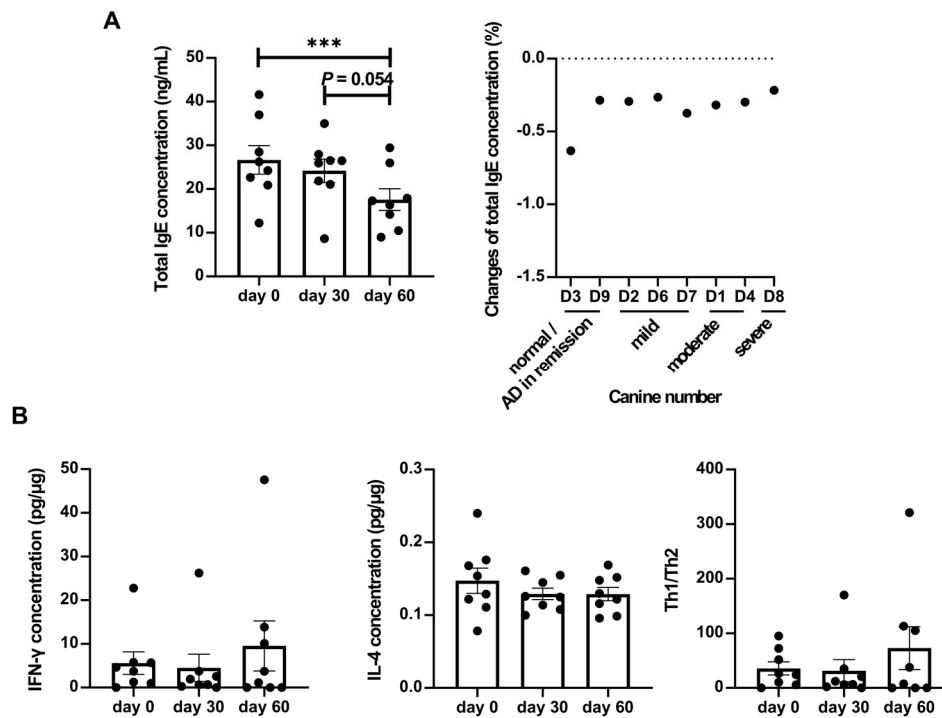 A
Total IgE concentration (ng/mL)
50
40
30
20
10
0
***
P = 0.054
day 0 day 30 day 60
Changes of total IgE concentration (%)
0.0
-0.5
-1.0
-1.5
D3 D9 D2 D6 D7 D1 D4 D8
normal /
AD in remission
mild
moderate
severe
Canine number
B
IFN-γ concentration (pg/μg)
50
40
30
20
10
0
day 0 day 30 day 60
IL-4 concentration (pg/μg)
0.3
0.2
0.1
0.0
day 0 day 30 day 60
Th1/Th2
400
300
200
100
0
day 0 day 30 day 60